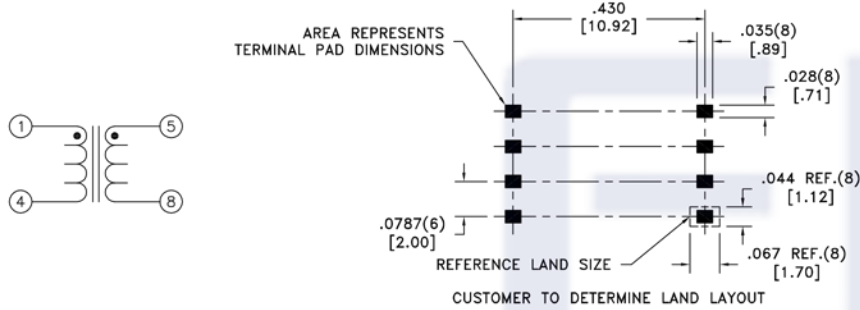 AREA REPRESENTS
TERMINAL PAD DIMENSIONS
.430
[10.92]
.035(8)
[.89]
.028(8)
[.71]
1
5
4
8
.044 REF.(8)
[1.12]
.0787(6)
[2.00]
REFERENCE LAND SIZE
.067 REF.(8)
[1.70]
CUSTOMER TO DETERMINE LAND LAYOUT